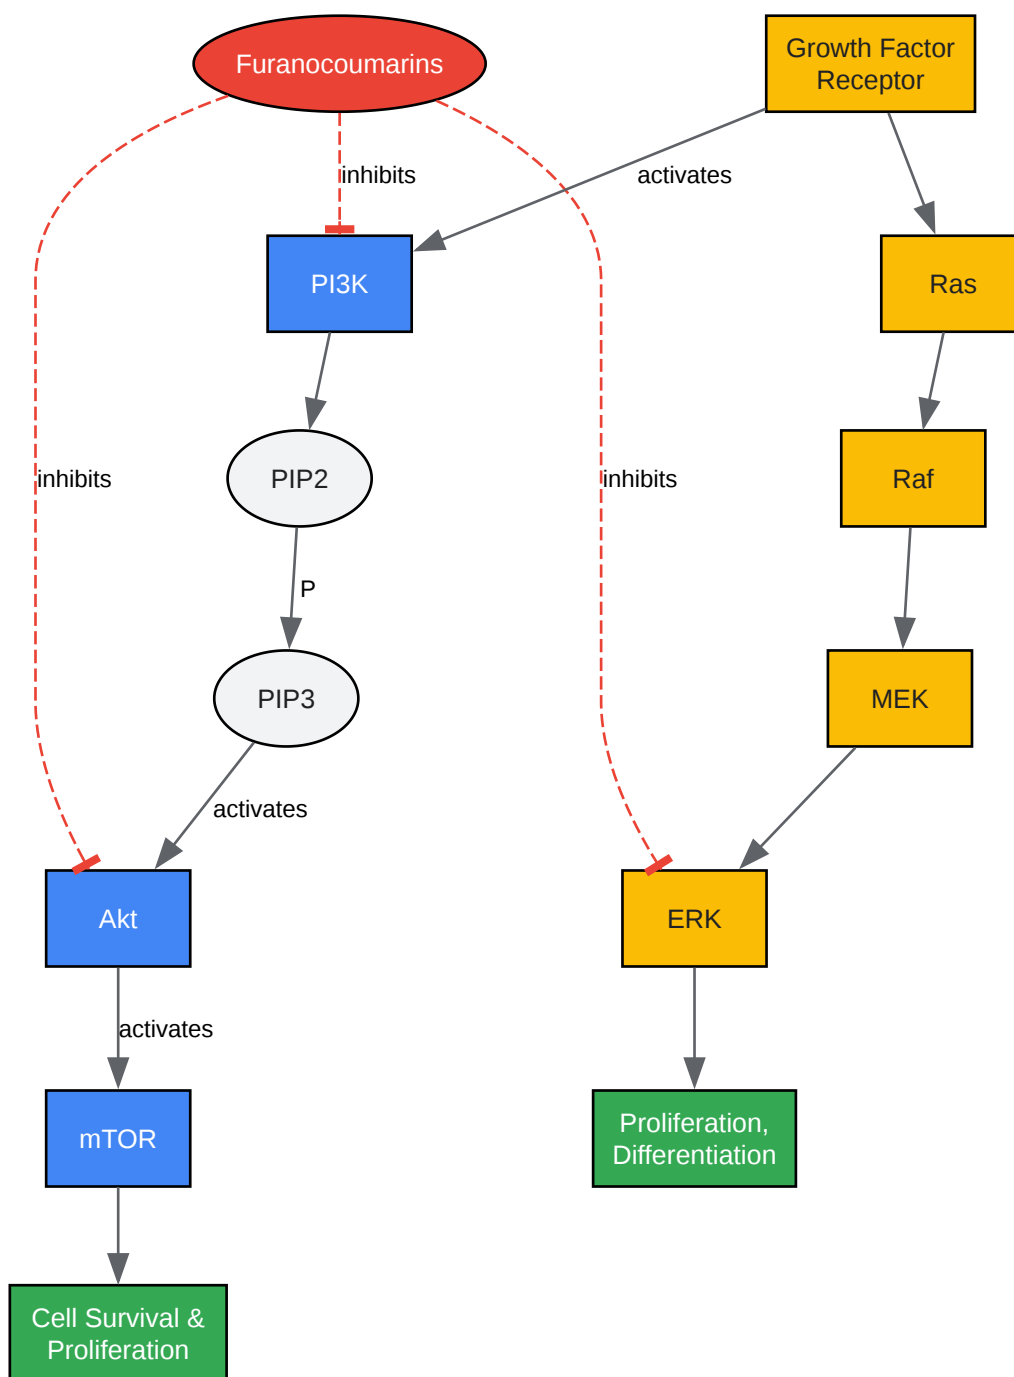 Furanocoumarins
Growth Factor
Receptor
inhibits
activates
PI3K
Ras
inhibits
PIP2
inhibits
Raf
P
PIP3
MEK
activates
Akt
ERK
activates
mTOR
Proliferation,
Differentiation
Cell Survival &
Proliferation